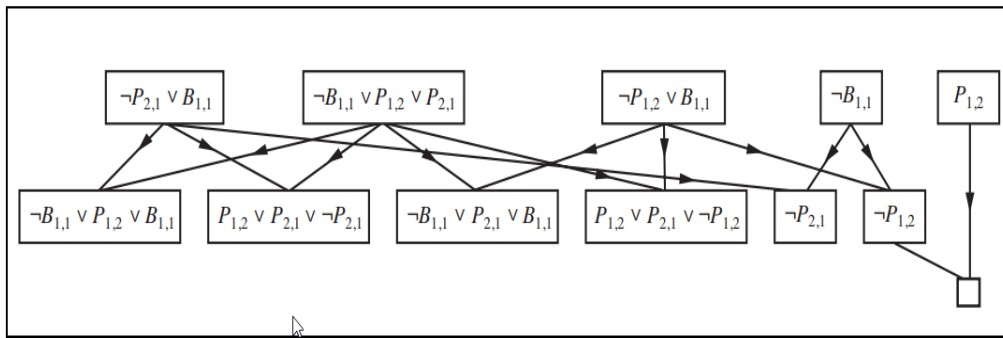 ¬P2,1 ∨ B1,1 ¬B1,1 ∨ P1,2 ∨ P2,1 ¬P1,2 ∨ B1,1 ¬B1,1 P1,2
¬B1,1 ∨ P1,2 ∨ B1,1 P1,2 ∨ P2,1 ∨ ¬P2,1 ¬B1,1 ∨ P2,1 ∨ B1,1 P1,2 ∨ P2,1 ∨ ¬P1,2 ¬P2,1 ¬P1,2